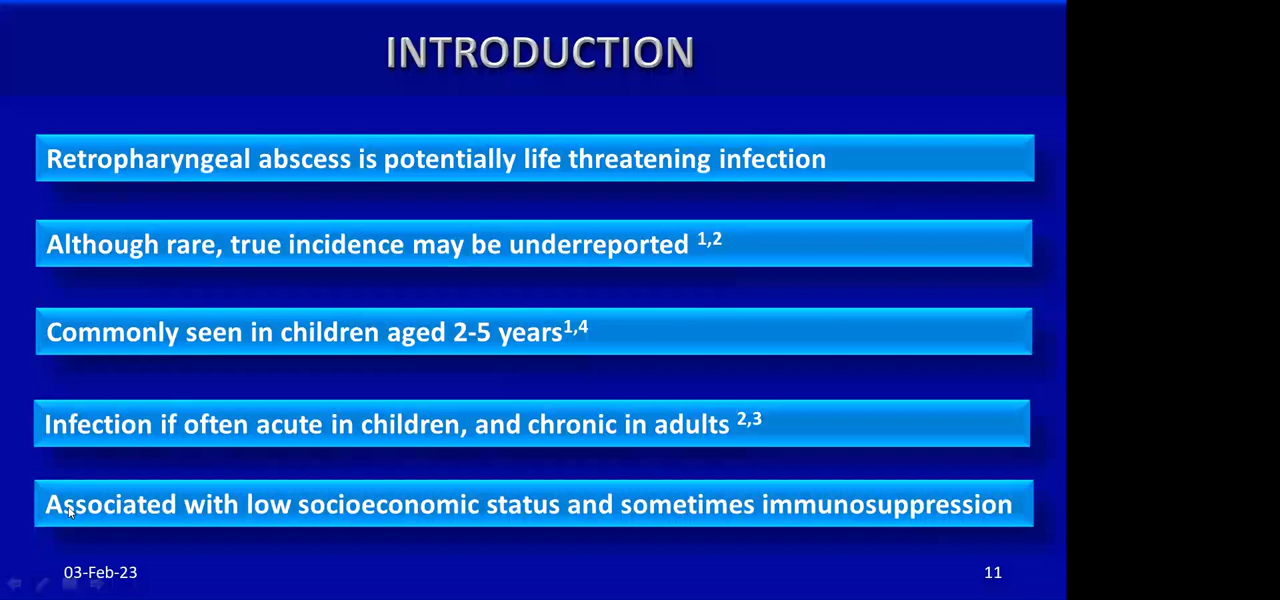 INTRODUCTION
Retropharyngeal abscess is potentially life threatening infection
Although rare, true incidence may be underreported 1,2
Commonly seen in children aged 2-5 years1,4
Infection if often acute in children, and chronic in adults 2,3
Associated with low socioeconomic status and sometimes immunosuppression
03-Feb-23
11